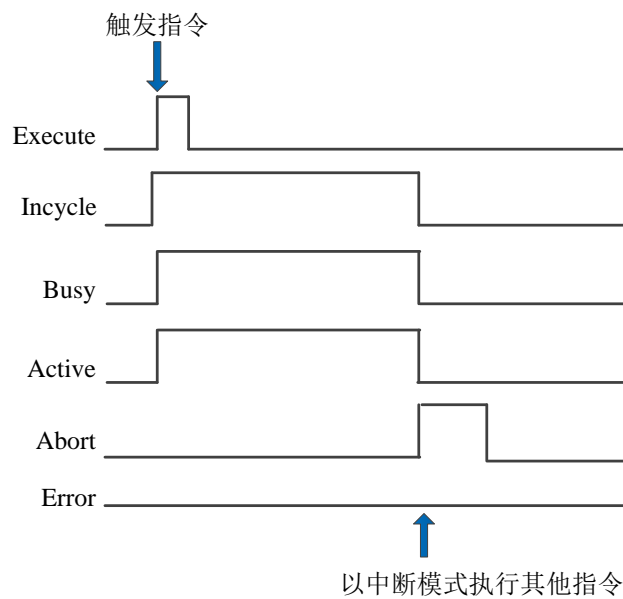 触发指令
Execute
Incycle
Busy
Active
Abort
Error
以中断模式执行其他指令